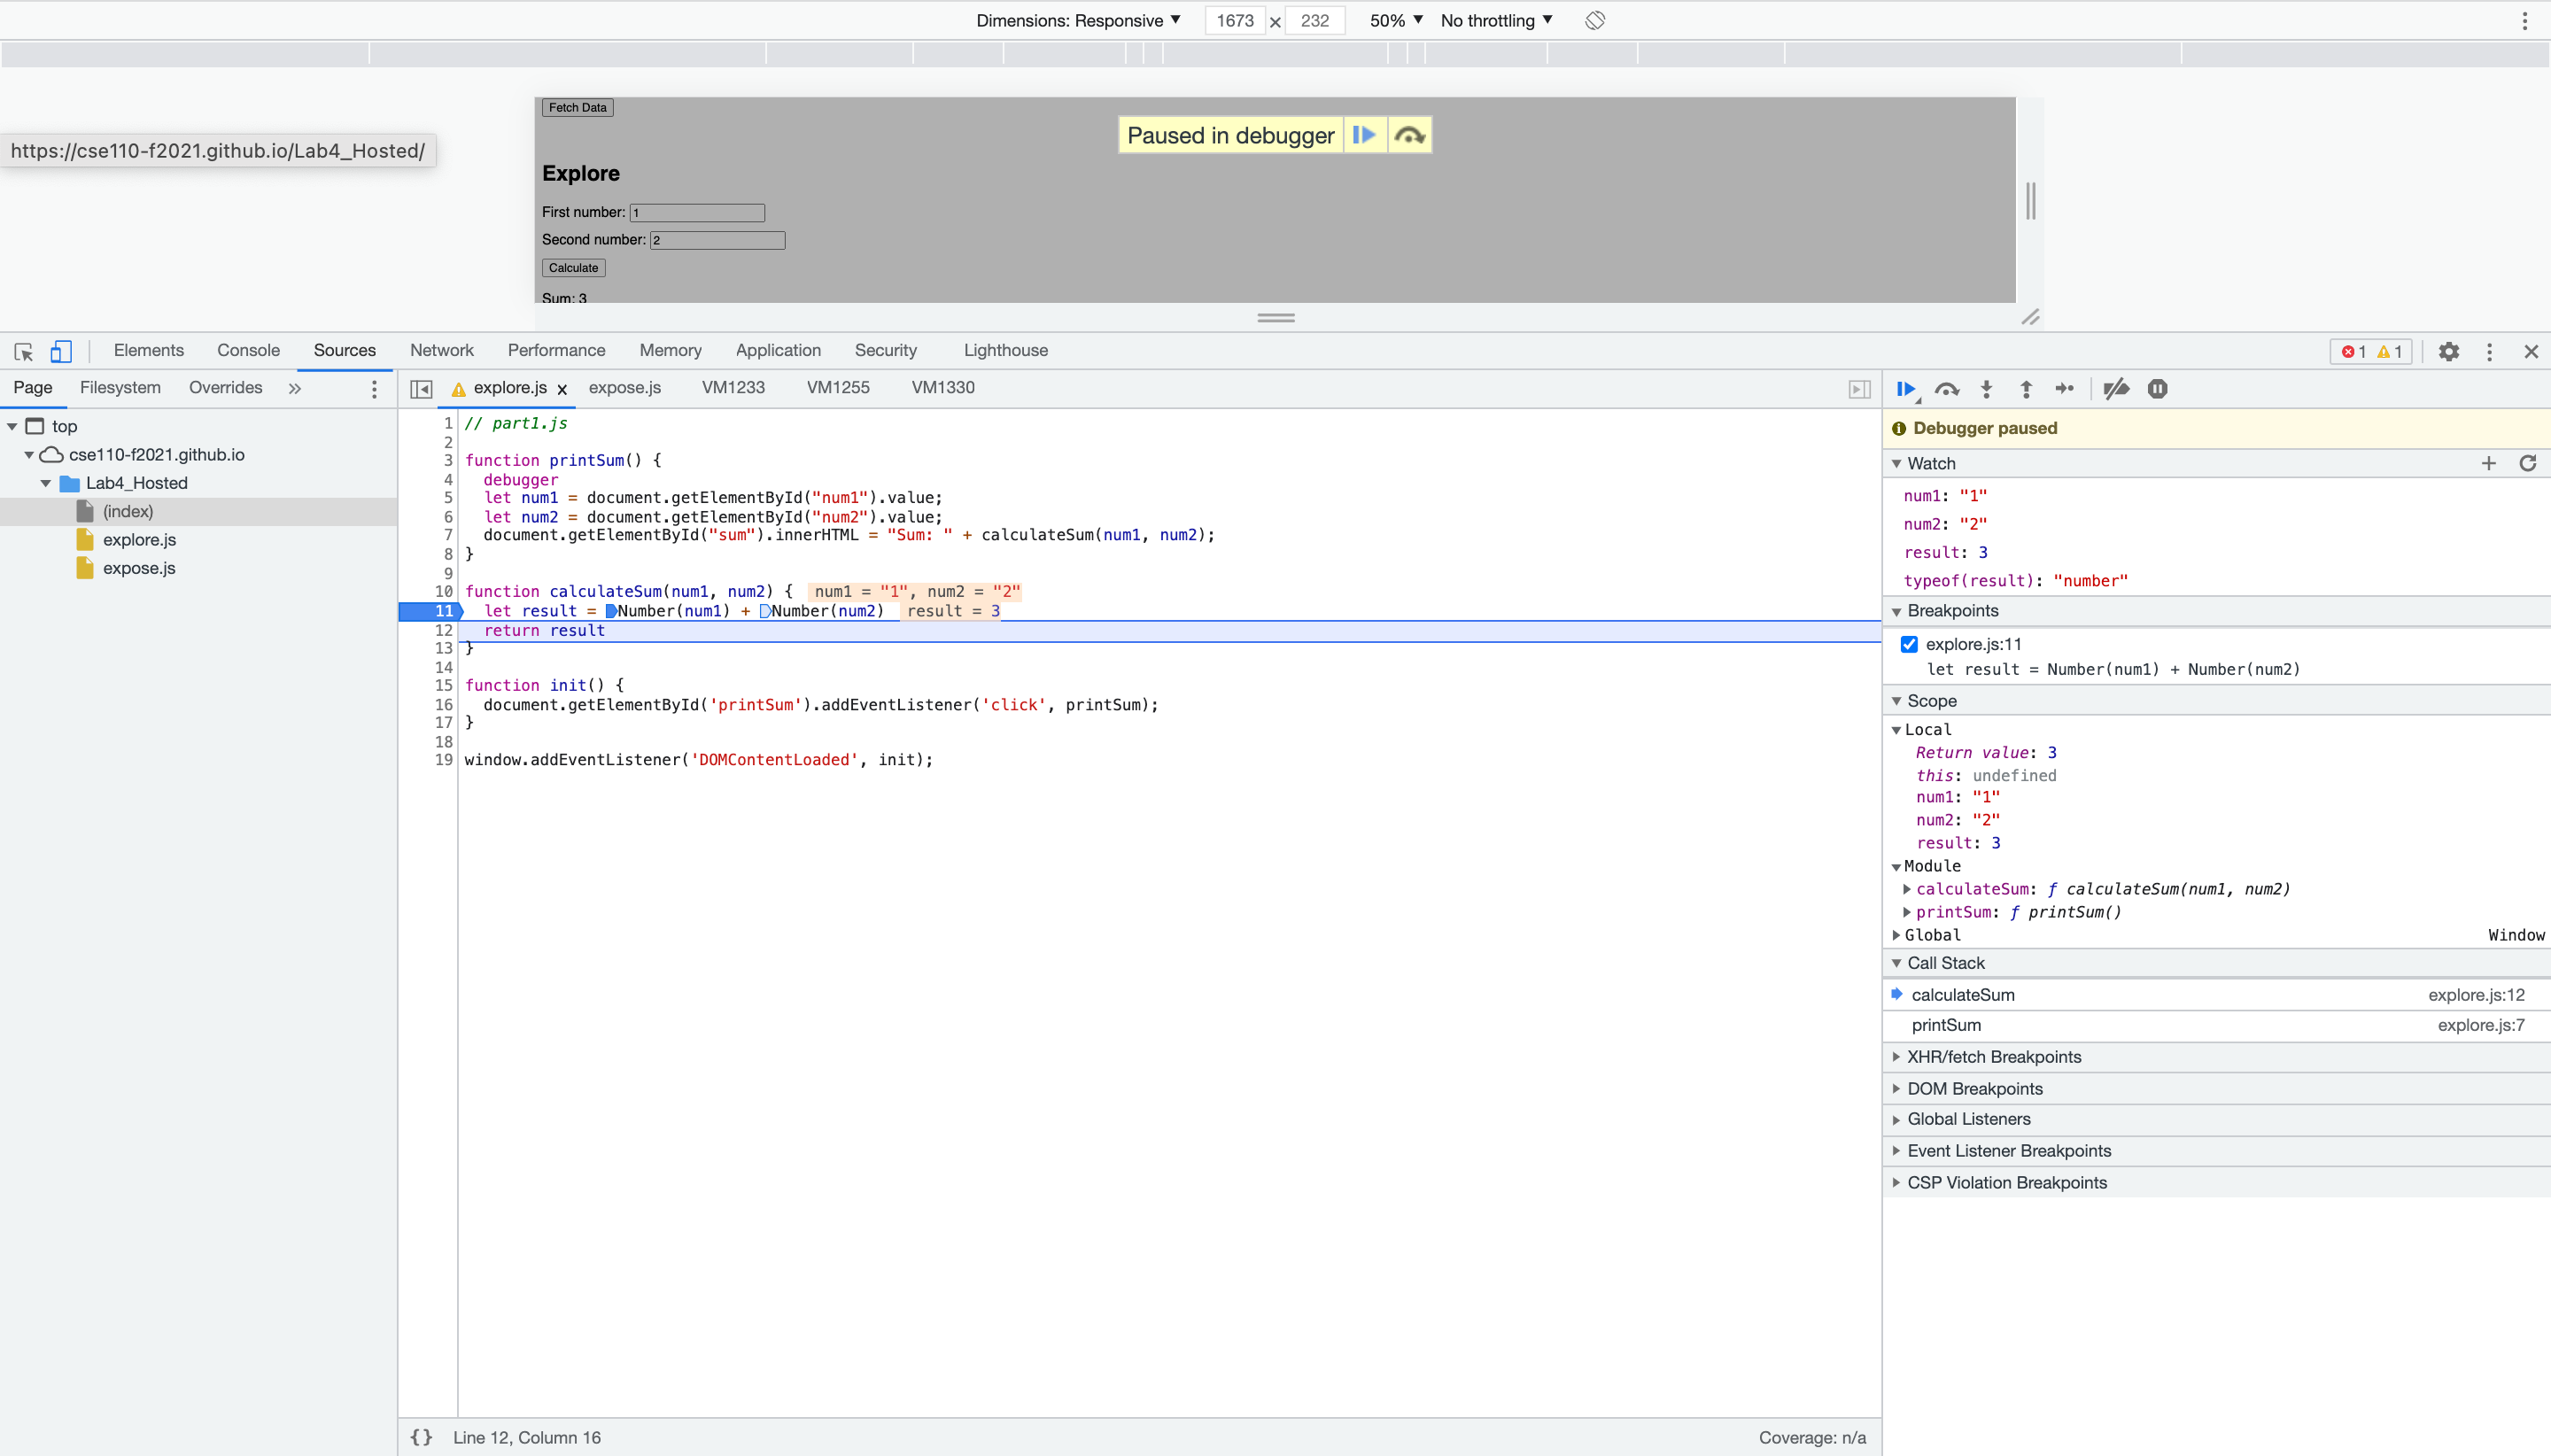 Dimensions: Responsive ▼ 1673 × 232 50% ▼ No throttling ▼
Fetch Data
Paused in debugger
https://cse110-f2021.github.io/Lab4_Hosted/
Explore
First number: 1
Second number: 2
Calculate
Sum: 3
Elements Console Sources Network Performance Memory Application Security Lighthouse 1 1
Page Filesystem Overrides »
explore.js × expose.js VM1233 VM1255 VM1330
top
cse110-f2021.github.io
Lab4_Hosted
(index)
explore.js
expose.js
1 // part1.js
2
3 function printSum() {
4 debugger
5 let num1 = document.getElementById("num1").value;
6 let num2 = document.getElementById("num2").value;
7 document.getElementById("sum").innerHTML = "Sum: " + calculateSum(num1, num2);
8 }
9
10 function calculateSum(num1, num2) { num1 = "1", num2 = "2"
11 let result = Number(num1) + Number(num2) result = 3
12 return result
13 }
14
15 function init() {
16 document.getElementById('printSum').addEventListener('click', printSum);
17 }
18
19 window.addEventListener('DOMContentLoaded', init);
{} Line 12, Column 16 Coverage: n/a
Debugger paused
Watch
num1: "1"
num2: "2"
result: 3
typeof(result): "number"
Breakpoints
explore.js:11
let result = Number(num1) + Number(num2)
Scope
Local
Return value: 3
this: undefined
num1: "1"
num2: "2"
result: 3
Module
calculateSum: ƒ calculateSum(num1, num2)
printSum: ƒ printSum()
Global Window
Call Stack
calculateSum explore.js:12
printSum explore.js:7
XHR/fetch Breakpoints
DOM Breakpoints
Global Listeners
Event Listener Breakpoints
CSP Violation Breakpoints